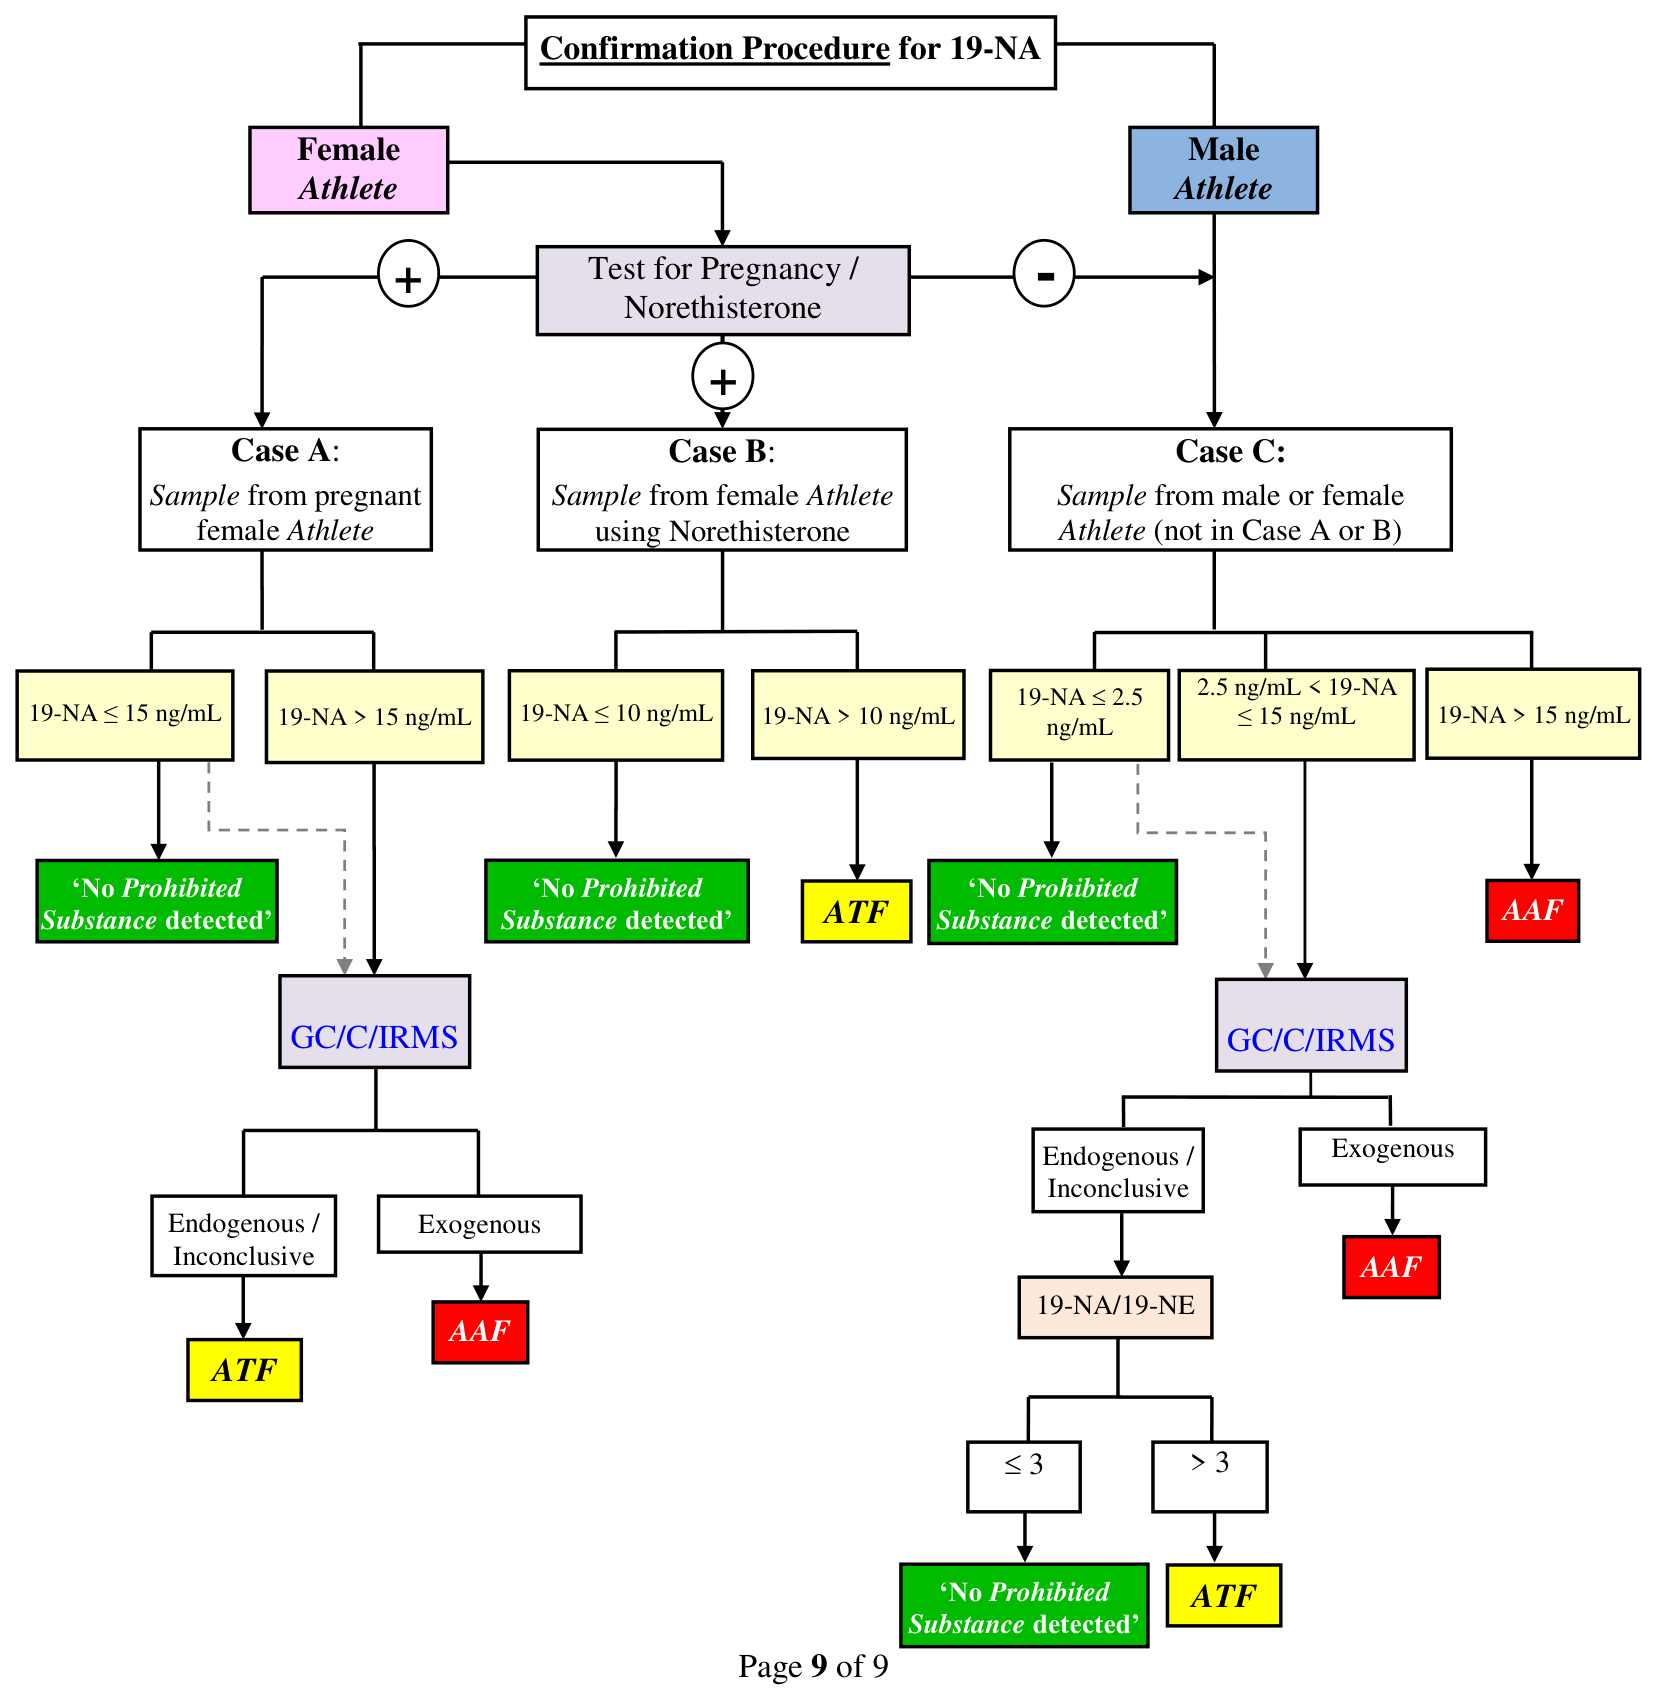 Confirmation Procedure for 19-NA
Female
Athlete
Male
Athlete
Test for Pregnancy /
Norethisterone
+
-
+
Case A:
Sample from pregnant
female Athlete
Case B:
Sample from female Athlete
using Norethisterone
Case C:
Sample from male or female
Athlete (not in Case A or B)
19-NA ≤ 15 ng/mL
19-NA > 15 ng/mL
19-NA ≤ 10 ng/mL
19-NA > 10 ng/mL
19-NA ≤ 2.5
ng/mL
2.5 ng/mL < 19-NA
≤ 15 ng/mL
19-NA > 15 ng/mL
‘No Prohibited
Substance detected’
‘No Prohibited
Substance detected’
ATF
‘No Prohibited
Substance detected’
AAF
GC/C/IRMS
GC/C/IRMS
Endogenous /
Inconclusive
Exogenous
Endogenous /
Inconclusive
Exogenous
ATF
AAF
AAF
19-NA/19-NE
≤ 3
> 3
‘No Prohibited
Substance detected’
ATF
Page 9 of 9